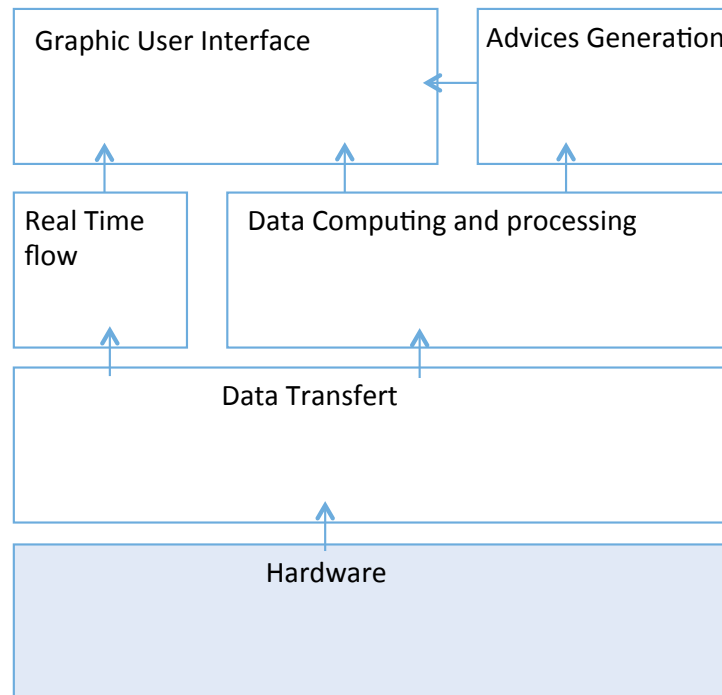 Graphic User Interface
Advices Generation
Real Time
flow
Data Computing and processing
Data Transfert
Hardware